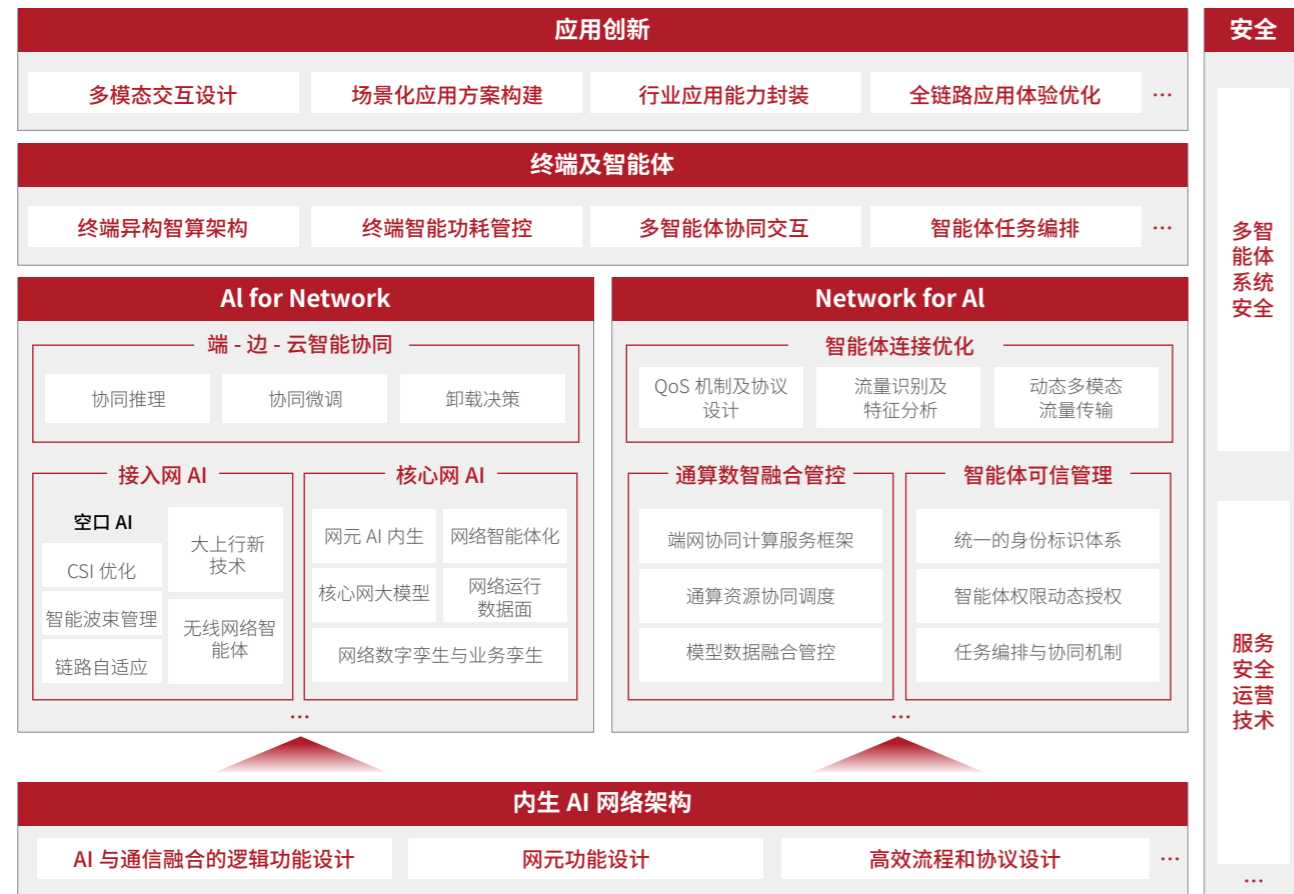 应用创新
多模态交互设计
场景化应用方案构建
行业应用能力封装
全链路应用体验优化
...
终端及智能体
终端异构智算架构
终端智能功耗管控
多智能体协同交互
智能体任务编排
...
AI for Network
端 - 边 - 云智能协同
协同推理
协同微调
卸载决策
接入网 AI
空口 AI
CSI 优化
智能波束管理
链路自适应
大上行新
技术
无线网络智
能体
核心网 AI
网元 AI 内生
网络智能体化
核心网大模型
网络运行
数据面
网络数字孪生与业务孪生
...
Network for AI
智能体连接优化
QoS 机制及协议
设计
流量识别及
特征分析
动态多模态
流量传输
通算数智融合管控
端网协同计算服务框架
通算资源协同调度
模型数据融合管控
智能体可信管理
统一的身份标识体系
智能体权限动态授权
任务编排与协同机制
...
内生 AI 网络架构
AI 与通信融合的逻辑功能设计
网元功能设计
高效流程和协议设计
...
安全
多智
能体
系统
安全
服务
安全
运营
技术
...